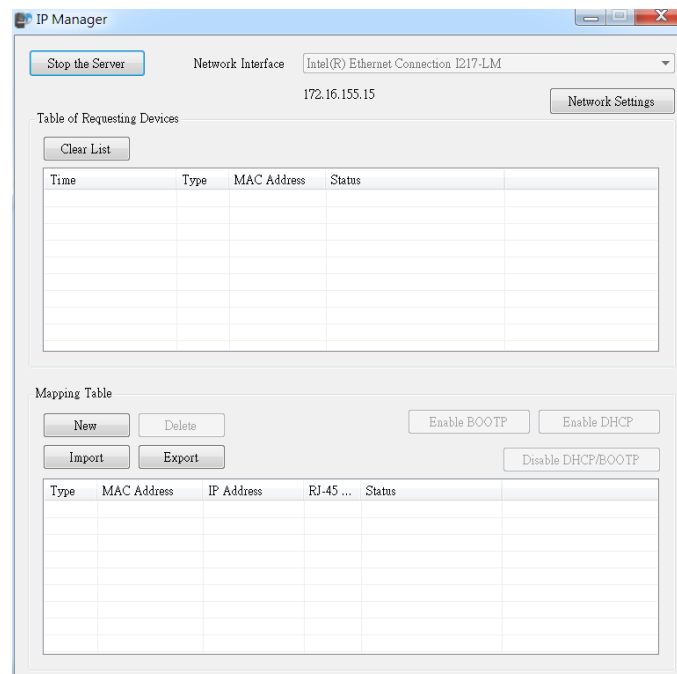 IP Manager
Stop the Server Network Interface Intel(R) Ethernet Connection I217-LM
172.16.155.15 Network Settings
Table of Requesting Devices
Clear List
Time Type MAC Address Status
Mapping Table
New Delete Enable BOOTP Enable DHCP
Import Export Disable DHCP/BOOTP
Type MAC Address IP Address RJ-45 ... Status